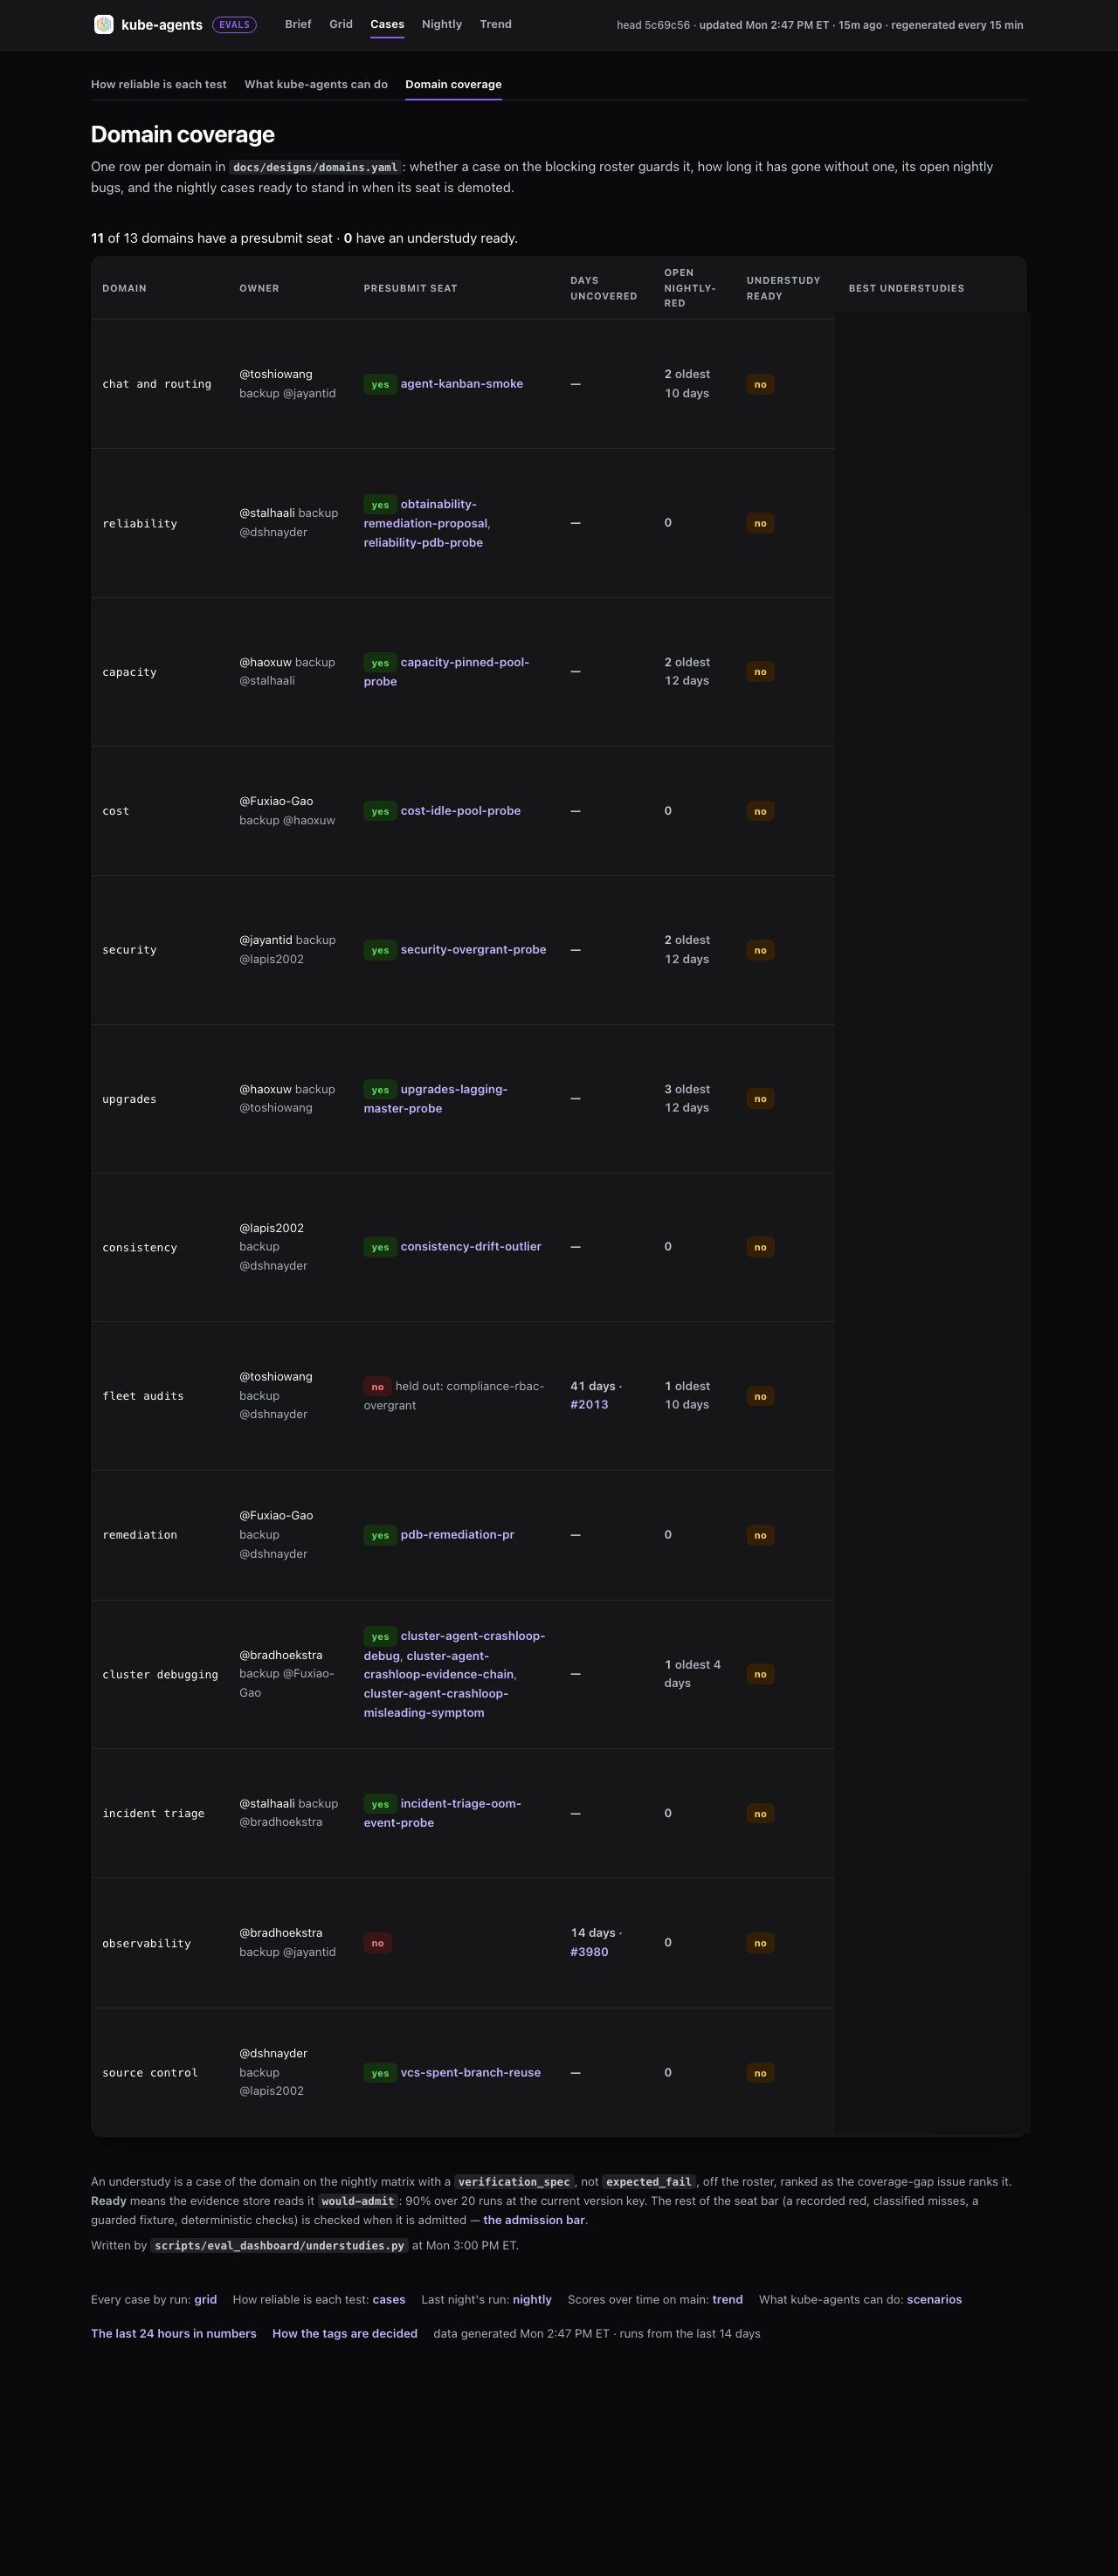 kube-agents EVALS Brief Grid Cases Nightly Trend head 5c69c56 · updated Mon 2:47 PM ET · 15m ago · regenerated every 15 min
How reliable is each test What kube-agents can do Domain coverage
Domain coverage
One row per domain in docs/designs/domains.yaml: whether a case on the blocking roster guards it, how long it has gone without one, its open nightly
bugs, and the nightly cases ready to stand in when its seat is demoted.
11 of 13 domains have a presubmit seat · 0 have an understudy ready.
DOMAIN
OWNER
PRESUBMIT SEAT
DAYS
UNCOVERED
OPEN
NIGHTLY-
RED
UNDERSTUDY
READY
BEST UNDERSTUDIES
chat and routing
@toshiowang
backup @jayantid
yes agent-kanban-smoke
—
2 oldest
10 days
no
reliability
@stalhaali backup
@dshnayder
yes obtainability-
remediation-proposal,
reliability-pdb-probe
—
0
no
capacity
@haoxuw backup
@stalhaali
yes capacity-pinned-pool-
probe
—
2 oldest
12 days
no
cost
@Fuxiao-Gao
backup @haoxuw
yes cost-idle-pool-probe
—
0
no
security
@jayantid backup
@lapis2002
yes security-overgrant-probe
—
2 oldest
12 days
no
upgrades
@haoxuw backup
@toshiowang
yes upgrades-lagging-
master-probe
—
3 oldest
12 days
no
consistency
@lapis2002
backup
@dshnayder
yes consistency-drift-outlier
—
0
no
fleet audits
@toshiowang
backup
@dshnayder
no held out: compliance-rbac-
overgrant
41 days ·
#2013
1 oldest
10 days
no
remediation
@Fuxiao-Gao
backup
@dshnayder
yes pdb-remediation-pr
—
0
no
cluster debugging
@bradhoekstra
backup @Fuxiao-
Gao
yes cluster-agent-crashloop-
debug, cluster-agent-
crashloop-evidence-chain,
cluster-agent-crashloop-
misleading-symptom
—
1 oldest 4
days
no
incident triage
@stalhaali backup
@bradhoekstra
yes incident-triage-oom-
event-probe
—
0
no
observability
@bradhoekstra
backup @jayantid
no
14 days ·
#3980
0
no
source control
@dshnayder
backup
@lapis2002
yes vcs-spent-branch-reuse
—
0
no
An understudy is a case of the domain on the nightly matrix with a verification_spec, not expected_fail, off the roster, ranked as the coverage-gap issue ranks it.
Ready means the evidence store reads it would-admit: 90% over 20 runs at the current version key. The rest of the seat bar (a recorded red, classified misses, a
guarded fixture, deterministic checks) is checked when it is admitted — the admission bar.
Written by scripts/eval_dashboard/understudies.py at Mon 3:00 PM ET.
Every case by run: grid How reliable is each test: cases Last night's run: nightly Scores over time on main: trend What kube-agents can do: scenarios
The last 24 hours in numbers How the tags are decided data generated Mon 2:47 PM ET · runs from the last 14 days